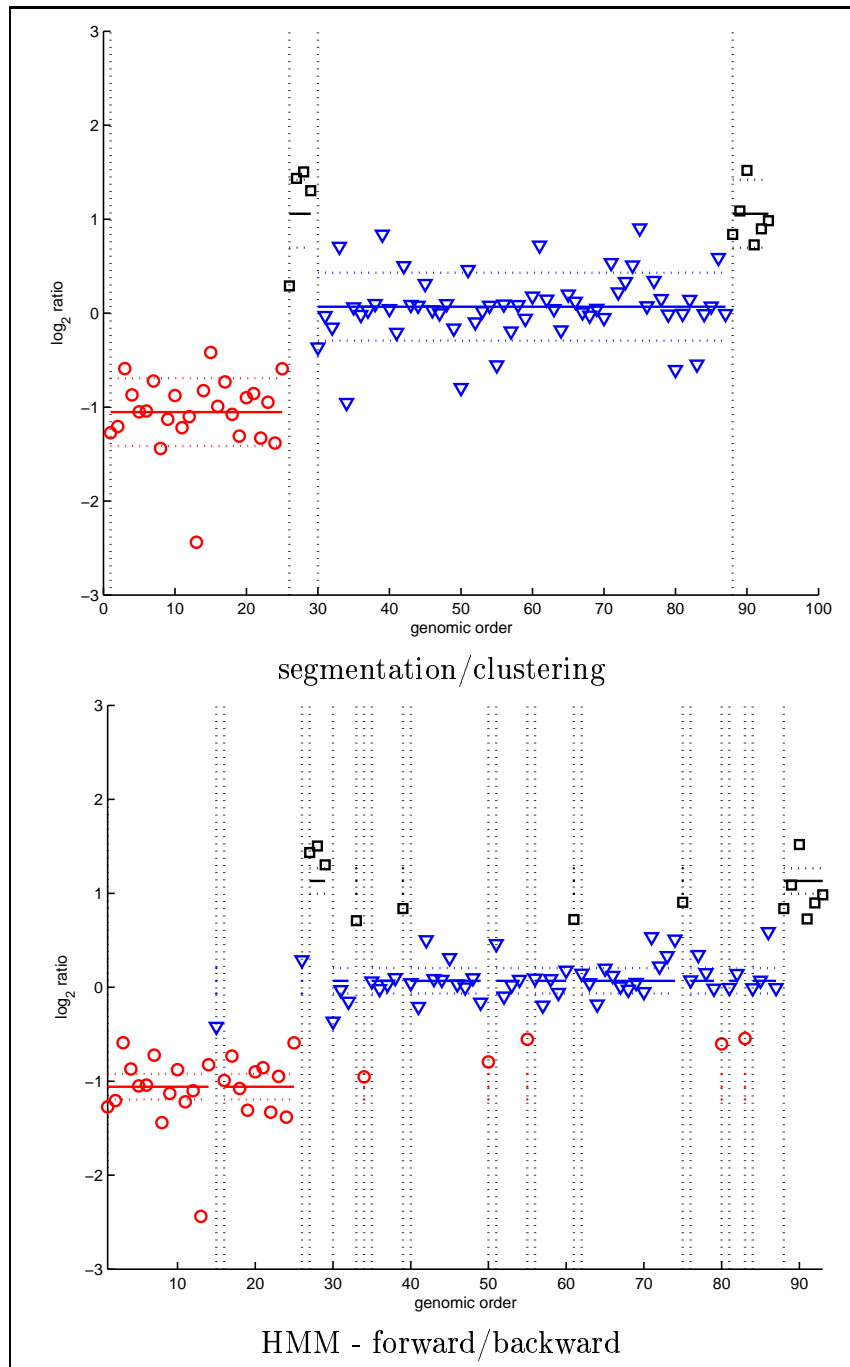 3
2
1
0
−1
−2
−3
log2 ratio
0 10 20 30 40 50 60 70 80 90 100
genomic order
segmentation/clustering
3
2
1
0
−1
−2
−3
log2 ratio
10 20 30 40 50 60 70 80 90
genomic order
HMM - forward/backward